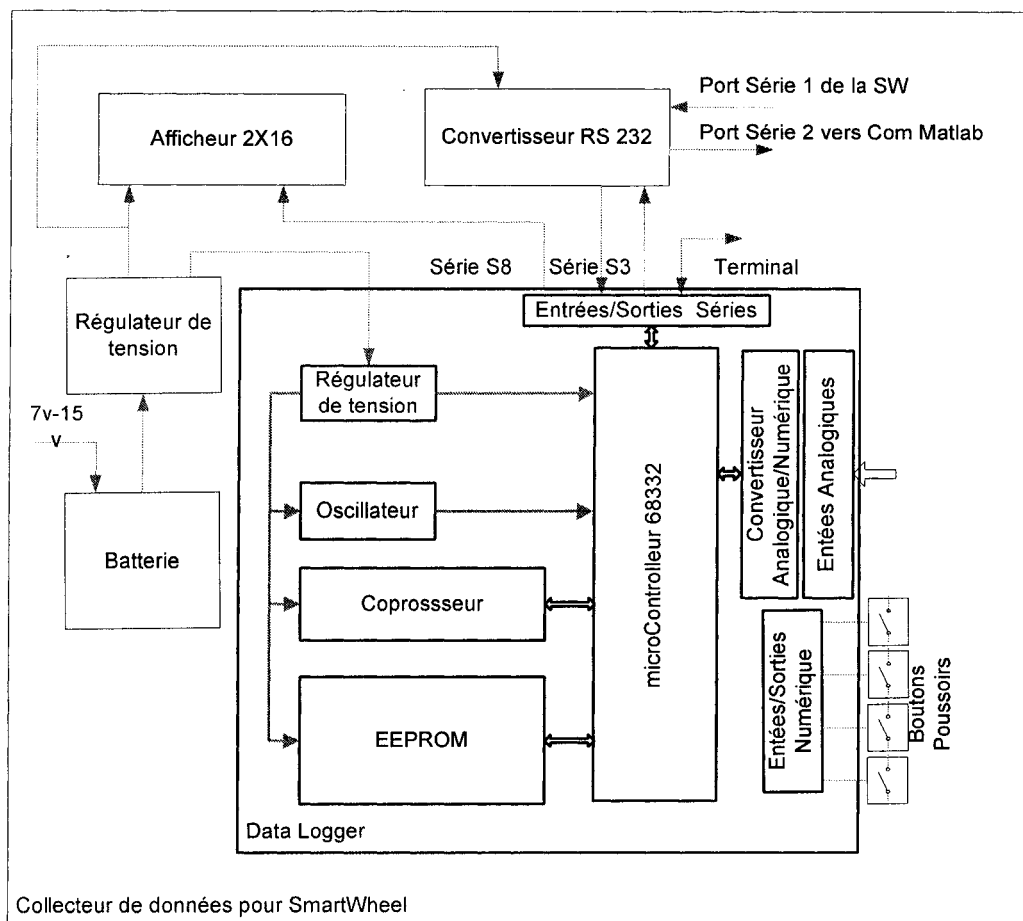 Port Série 1 de la SW
Afficheur 2X16
Convertisseur RS 232
Port Série 2 vers Com Matlab
Série S8
Série S3
Terminal
Entrées/Sorties Séries
Régulateur de
tension
Régulateur
de tension
7v-15
v
Oscillateur
Batterie
Coprossseur
EEPROM
microControlleur 68332
Convertisseur
Analogique/Numérique
Entées Analogiques
Entées/Sorties
Numérique
Boutons
Poussoirs
Data Logger
Collecteur de données pour SmartWheel